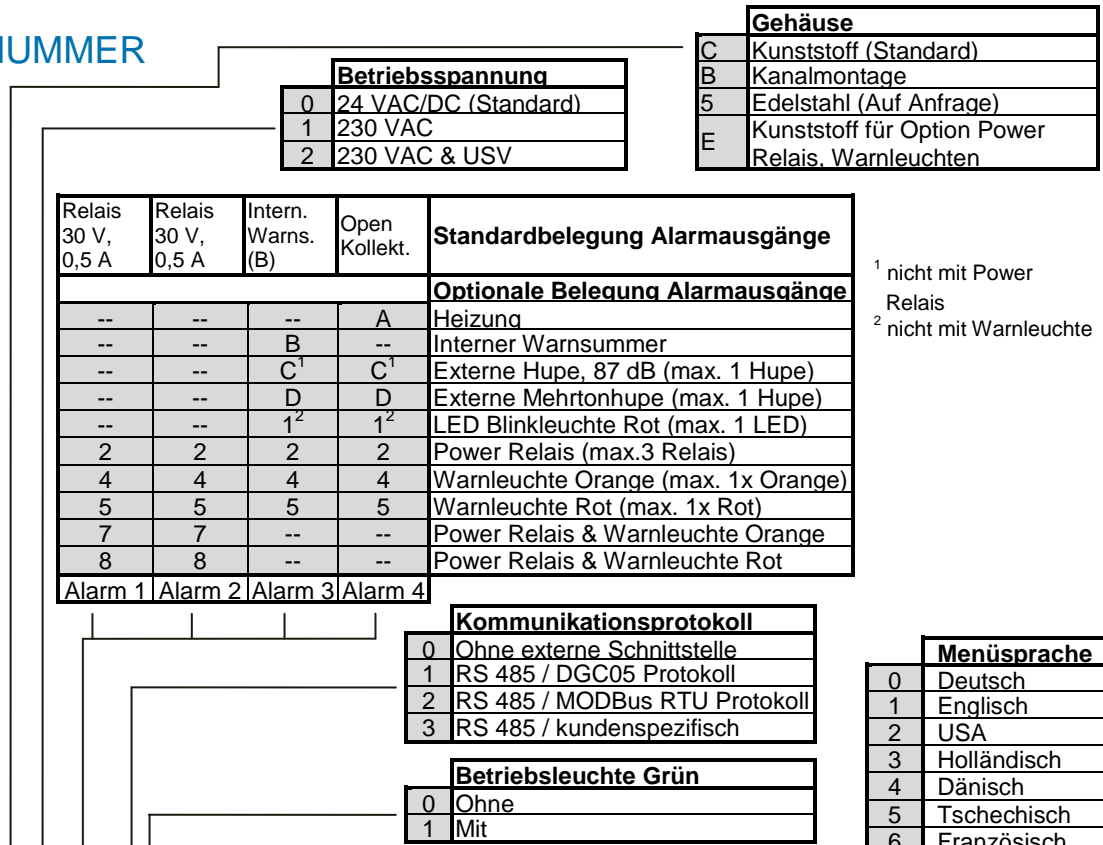 NUMMER
Gehäuse
C Kunststoff (Standard)
B Kanalmontage
5 Edelstahl (Auf Anfrage)
E Kunststoff für Option Power
Relais, Warnleuchten
Betriebsspannung
0 24 VAC/DC (Standard)
1 230 VAC
2 230 VAC & USV
Relais 30 V, 0,5 A Relais 30 V, 0,5 A Intern. Warns. (B) Open Kollekt. Standardbelegung Alarmausgänge
Optionale Belegung Alarmausgänge
-- -- -- A Heizung
-- -- B -- Interner Warnsummer
-- -- C¹ C¹ Externe Hupe, 87 dB (max. 1 Hupe)
-- -- D D Externe Mehrtonhupe (max. 1 Hupe)
-- -- 1² 1² LED Blinkleuchte Rot (max. 1 LED)
2 2 2 2 Power Relais (max.3 Relais)
4 4 4 4 Warnleuchte Orange (max. 1x Orange)
5 5 5 5 Warnleuchte Rot (max. 1x Rot)
7 7 -- -- Power Relais & Warnleuchte Orange
8 8 -- -- Power Relais & Warnleuchte Rot
Alarm 1 Alarm 2 Alarm 3 Alarm 4
¹ nicht mit Power
Relais
² nicht mit Warnleuchte
Kommunikationsprotokoll
0 Ohne externe Schnittstelle
1 RS 485 / DGC05 Protokoll
2 RS 485 / MODBus RTU Protokoll
3 RS 485 / kundenspezifisch
Betriebsleuchte Grün
0 Ohne
1 Mit
Menüsprache
0 Deutsch
1 Englisch
2 USA
3 Holländisch
4 Dänisch
5 Tschechisch
6 Französisch